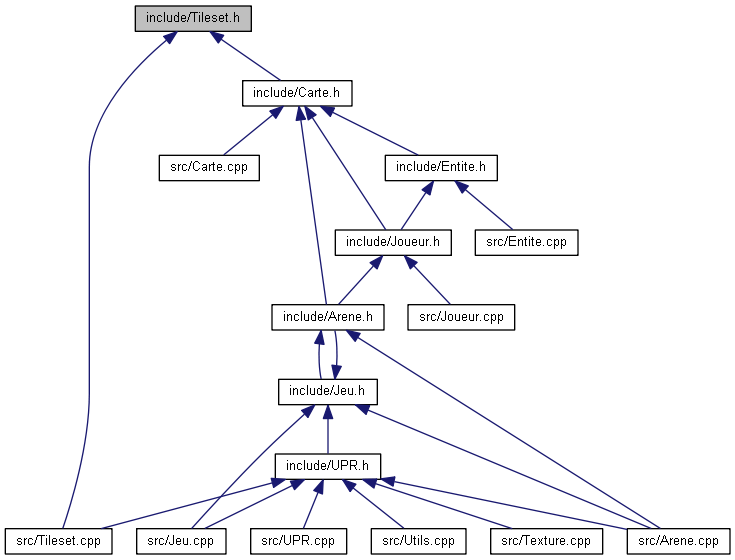 include/Tileset.h
include/Carte.h
src/Carte.cpp
include/Entite.h
include/Joueur.h
src/Entite.cpp
include/Arene.h
src/Joueur.cpp
include/Jeu.h
include/UPR.h
src/Tileset.cpp
src/Jeu.cpp
src/UPR.cpp
src/Utils.cpp
src/Texture.cpp
src/Arene.cpp